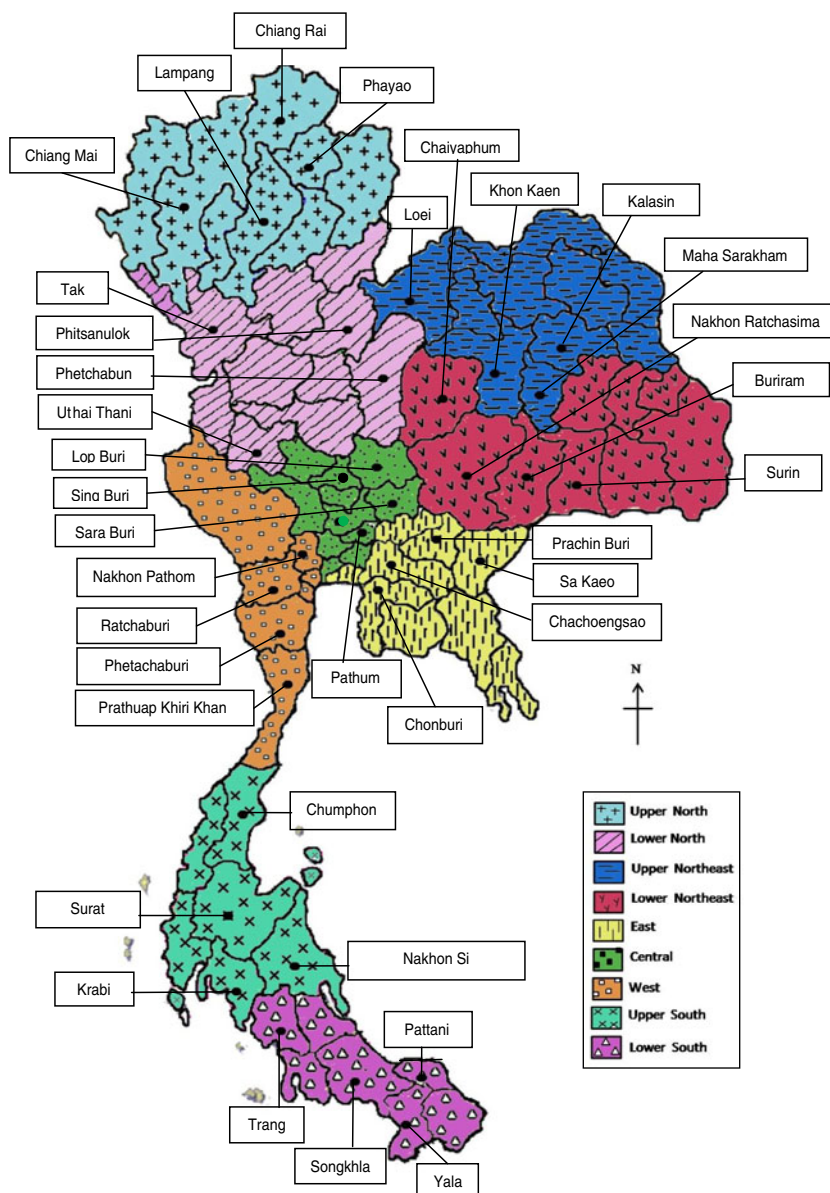 Chiang Rai
Lampang
Phayao
Chaiyaphum
Chiang Mai
Khon Kaen
Kalasin
Loei
Maha Sarakham
Tak
Nakhon Ratchasima
Phitsanulok
Phetchabun
Buriram
Uthai Thani
Lop Buri
Surin
Sing Buri
Sara Buri
Prachin Buri
Nakhon Pathom
Sa Kaeo
Ratchaburi
Chachoengsao
Phetachaburi
Pathum
Prathuap Khiri Khan
Chonburi
N
Chumphon
Upper North
Lower North
Upper Northeast
Lower Northeast
East
Central
West
Upper South
Lower South
Surat
Nakhon Si
Krabi
Pattani
Trang
Songkhla
Yala